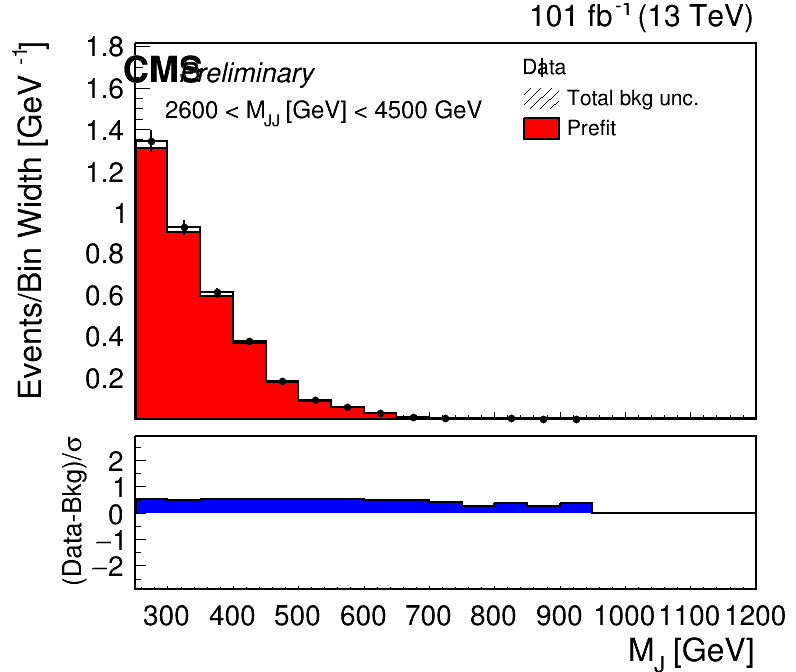 101 fb⁻¹ (13 TeV)
Events/Bin Width [GeV⁻¹]
1.8
1.6
1.4
1.2
1
0.8
0.6
0.4
0.2
CMS Preliminary
2600 < M_JJ [GeV] < 4500 GeV
Data
Total bkg unc.
Prefit
(Data-Bkg)/σ
2
1
0
−1
−2
300 400 500 600 700 800 900 1000 1100 1200
M_J [GeV]